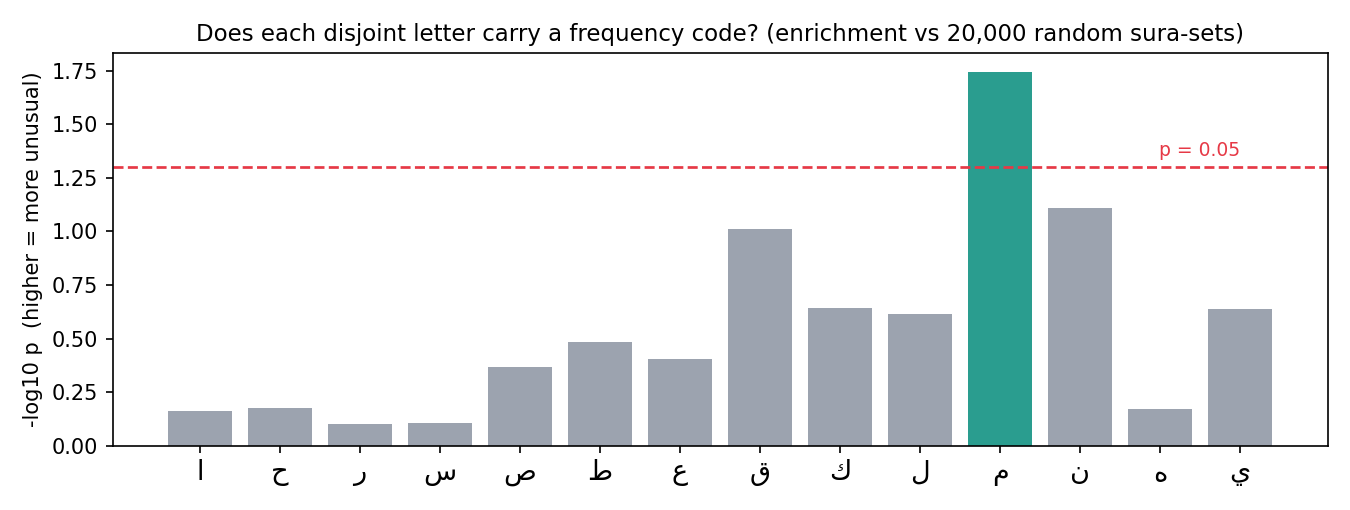 Does each disjoint letter carry a frequency code? (enrichment vs 20,000 random sura-sets)
-log10 p  (higher = more unusual)
1.75
1.50
1.25
1.00
0.75
0.50
0.25
0.00
p = 0.05
ا ح ر س ص ط ع ق ك ل م ن ه ي